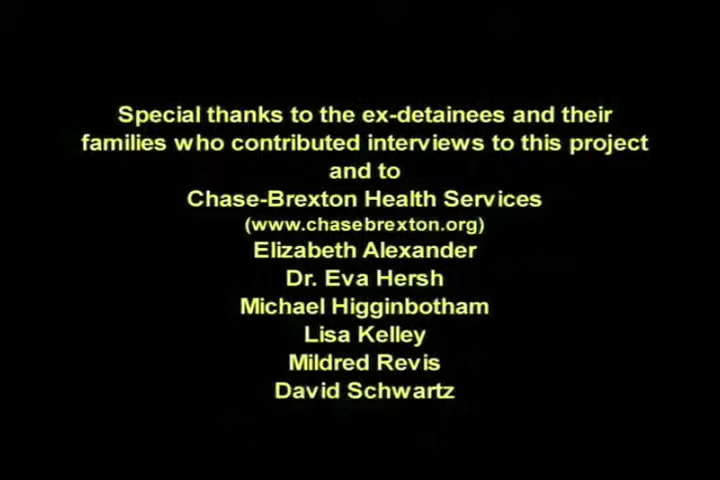 Special thanks to the ex-detainees and their
families who contributed interviews to this project
and to
Chase-Brexton Health Services
(www.chasebrexton.org)
Elizabeth Alexander
Dr. Eva Hersh
Michael Higginbotham
Lisa Kelley
Mildred Revis
David Schwartz